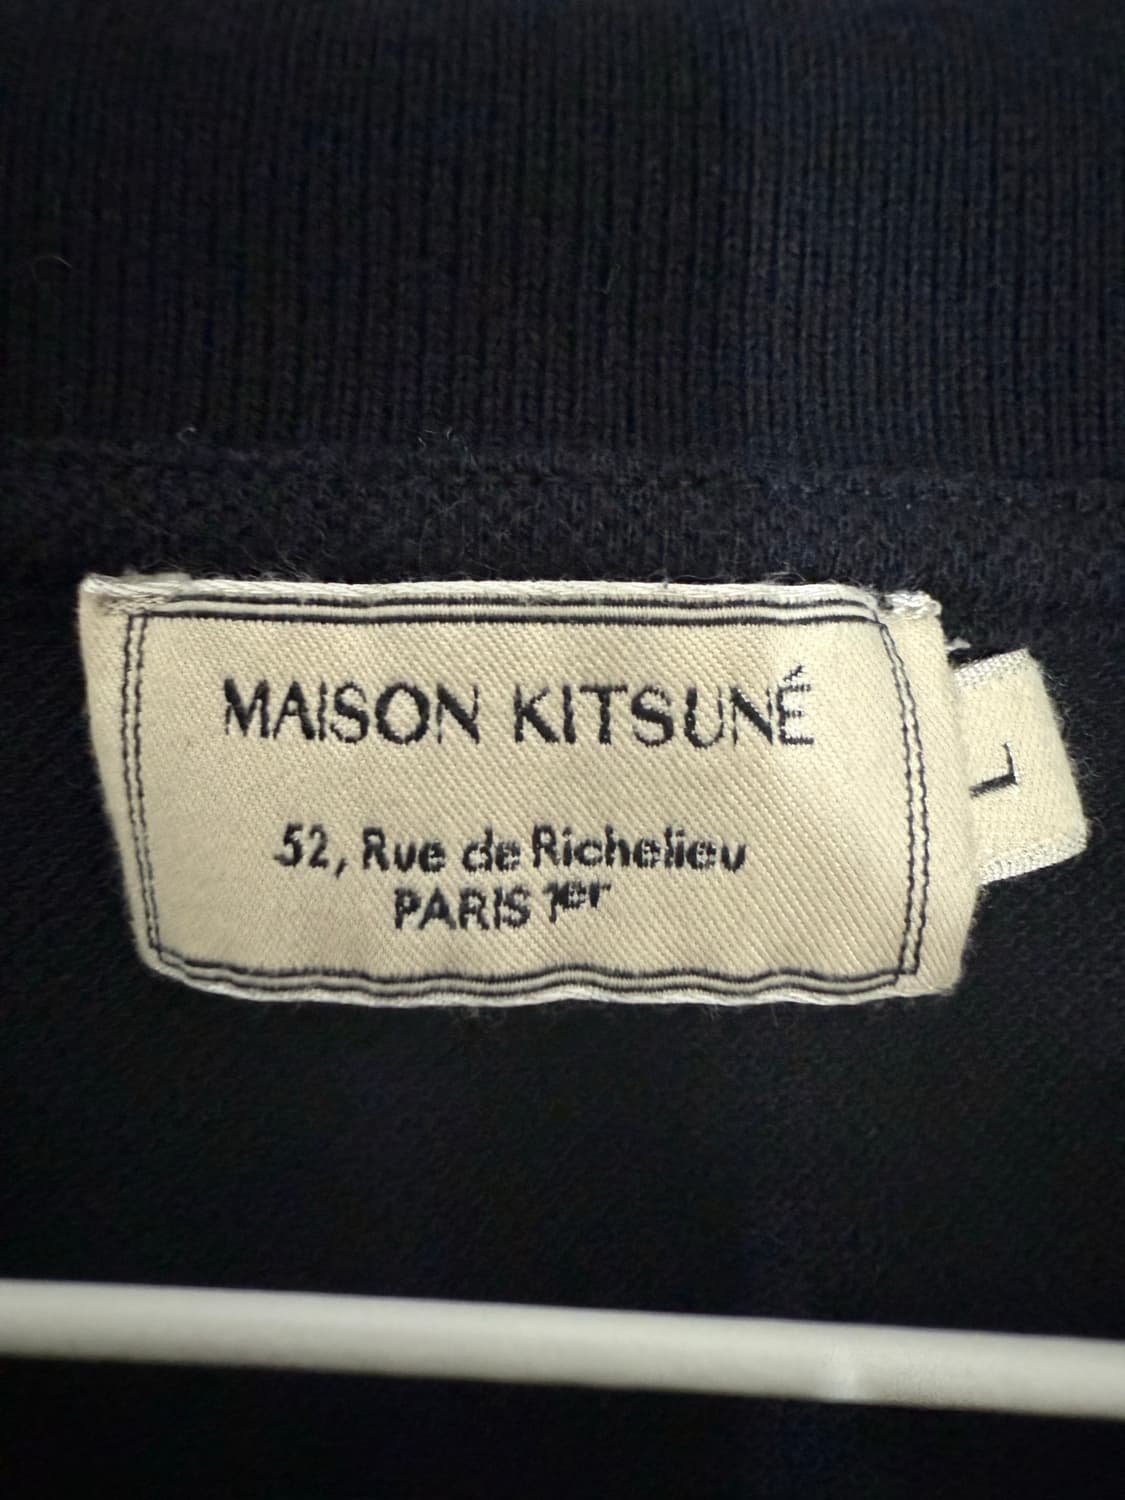 MAISON KITSUNÉ
52, Rue de Richelieu
PARIS 1er
L